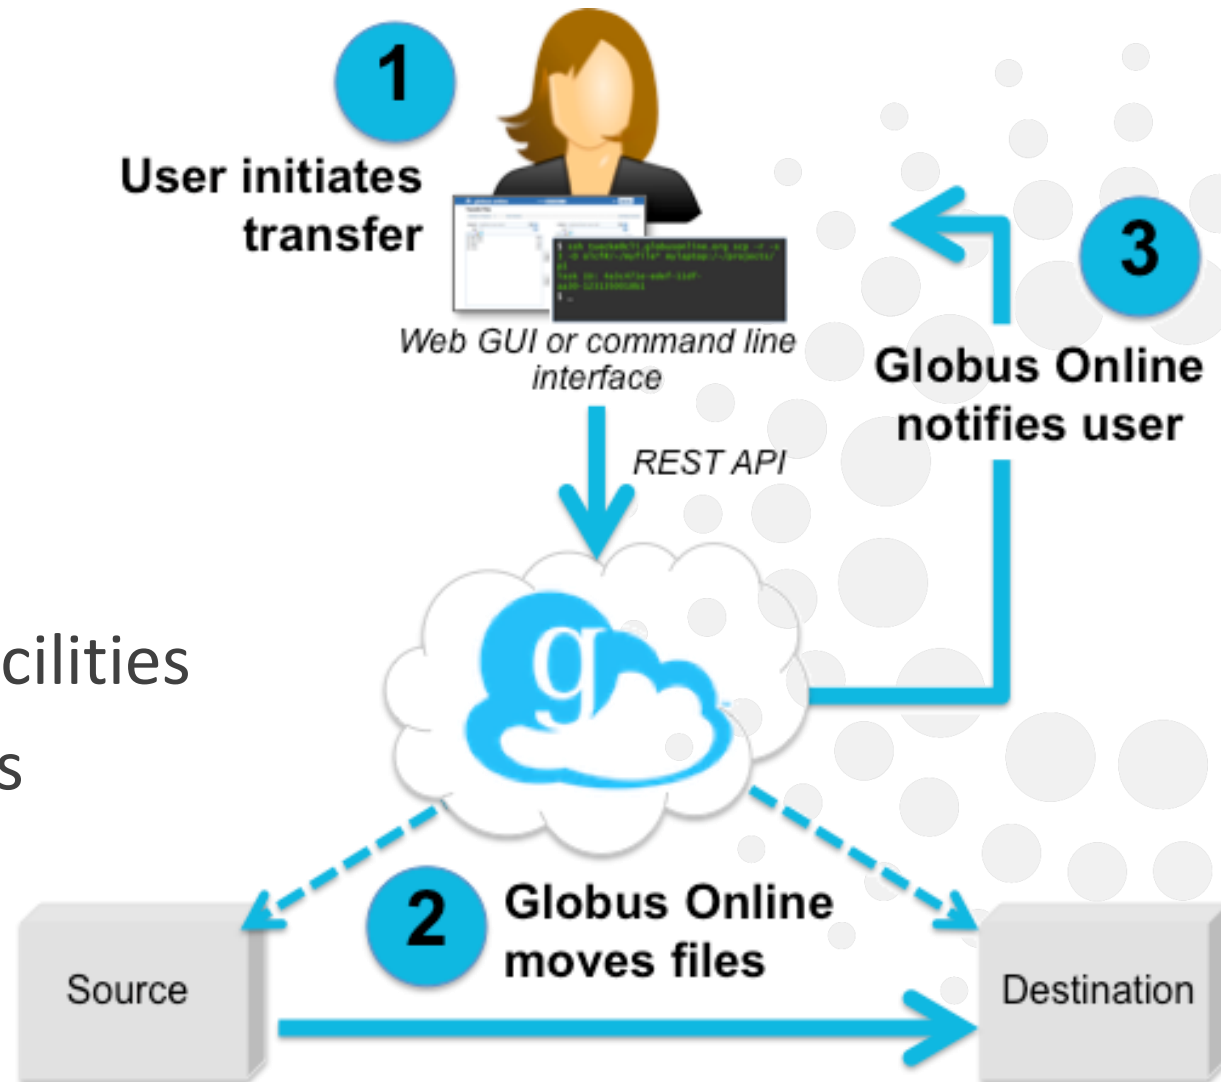 1
User initiates
transfer
Web GUI or command line
interface
REST API
3
Globus Online
notifies user
g
cilities
s
2
Globus Online
moves files
Source
Destination